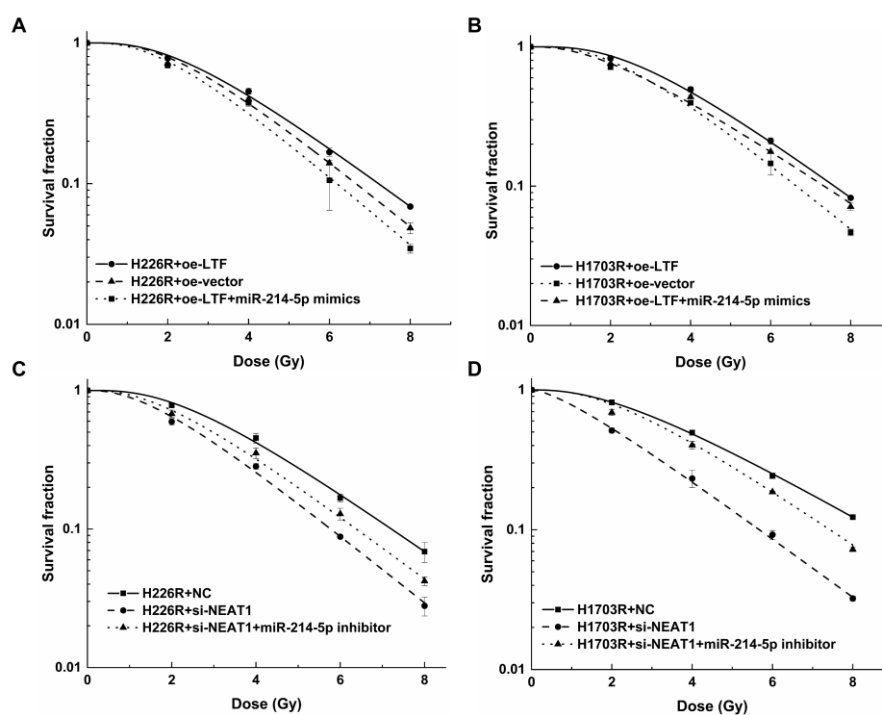 A
Survival fraction
1
0.1
0.01
H226R+oe-LTF
H226R+oe-vector
H226R+oe-LTF+miR-214-5p mimics
0 2 4 6 8
Dose (Gy)
B
Survival fraction
1
0.1
0.01
H1703R+oe-LTF
H1703R+oe-vector
H1703R+oe-LTF+miR-214-5p mimics
0 2 4 6 8
Dose (Gy)
C
Survival fraction
1
0.1
0.01
H226R+NC
H226R+si-NEAT1
H226R+si-NEAT1+miR-214-5p inhibitor
0 2 4 6 8
Dose (Gy)
D
Survival fraction
1
0.1
0.01
H1703R+NC
H1703R+si-NEAT1
H1703R+si-NEAT1+miR-214-5p inhibitor
0 2 4 6 8
Dose (Gy)